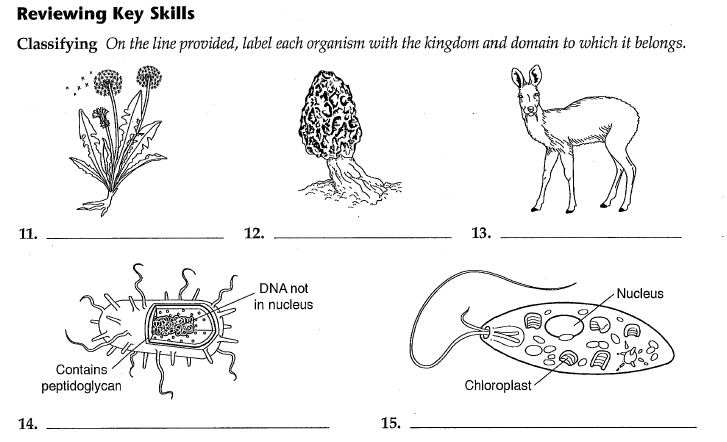 Reviewing Key Skills
Classifying On the line provided, label each organism with the kingdom and domain to which it belongs.
11. 12. 13.
DNA not
in nucleus
Contains
peptidoglycan
Nucleus
Chloroplast
14. 15.